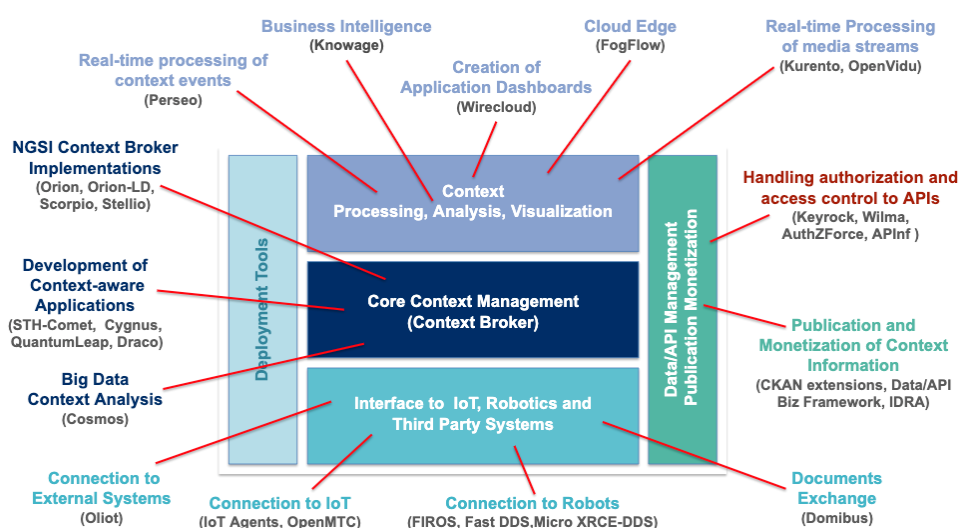 Business Intelligence
(Knowage)
Cloud Edge
(FogFlow)
Real-time Processing
of media streams
(Kurento, OpenVidu)
Real-time processing of
context events
(Perseo)
Creation of
Application Dashboards
(Wirecloud)
NGSI Context Broker
Implementations
(Orion, Orion-LD,
Scorpio, Stellio)
Development of
Context-aware
Applications
(STH-Comet, Cygnus,
QuantumLeap, Draco)
Big Data
Context Analysis
(Cosmos)
Deployment Tools
Context
Processing, Analysis, Visualization
Core Context Management
(Context Broker)
Interface to IoT, Robotics and
Third Party Systems
Data/API Management
Publication Monetization
Handling authorization and
access control to APIs
(Keyrock, Wilma,
AuthZForce, APInf )
Publication and
Monetization of Context
Information
(CKAN extensions, Data/API
Biz Framework, IDRA)
Connection to
External Systems
(Oliot)
Connection to IoT
(IoT Agents, OpenMTC)
Connection to Robots
(FIROS, Fast DDS,Micro XRCE-DDS)
Documents
Exchange
(Domibus)